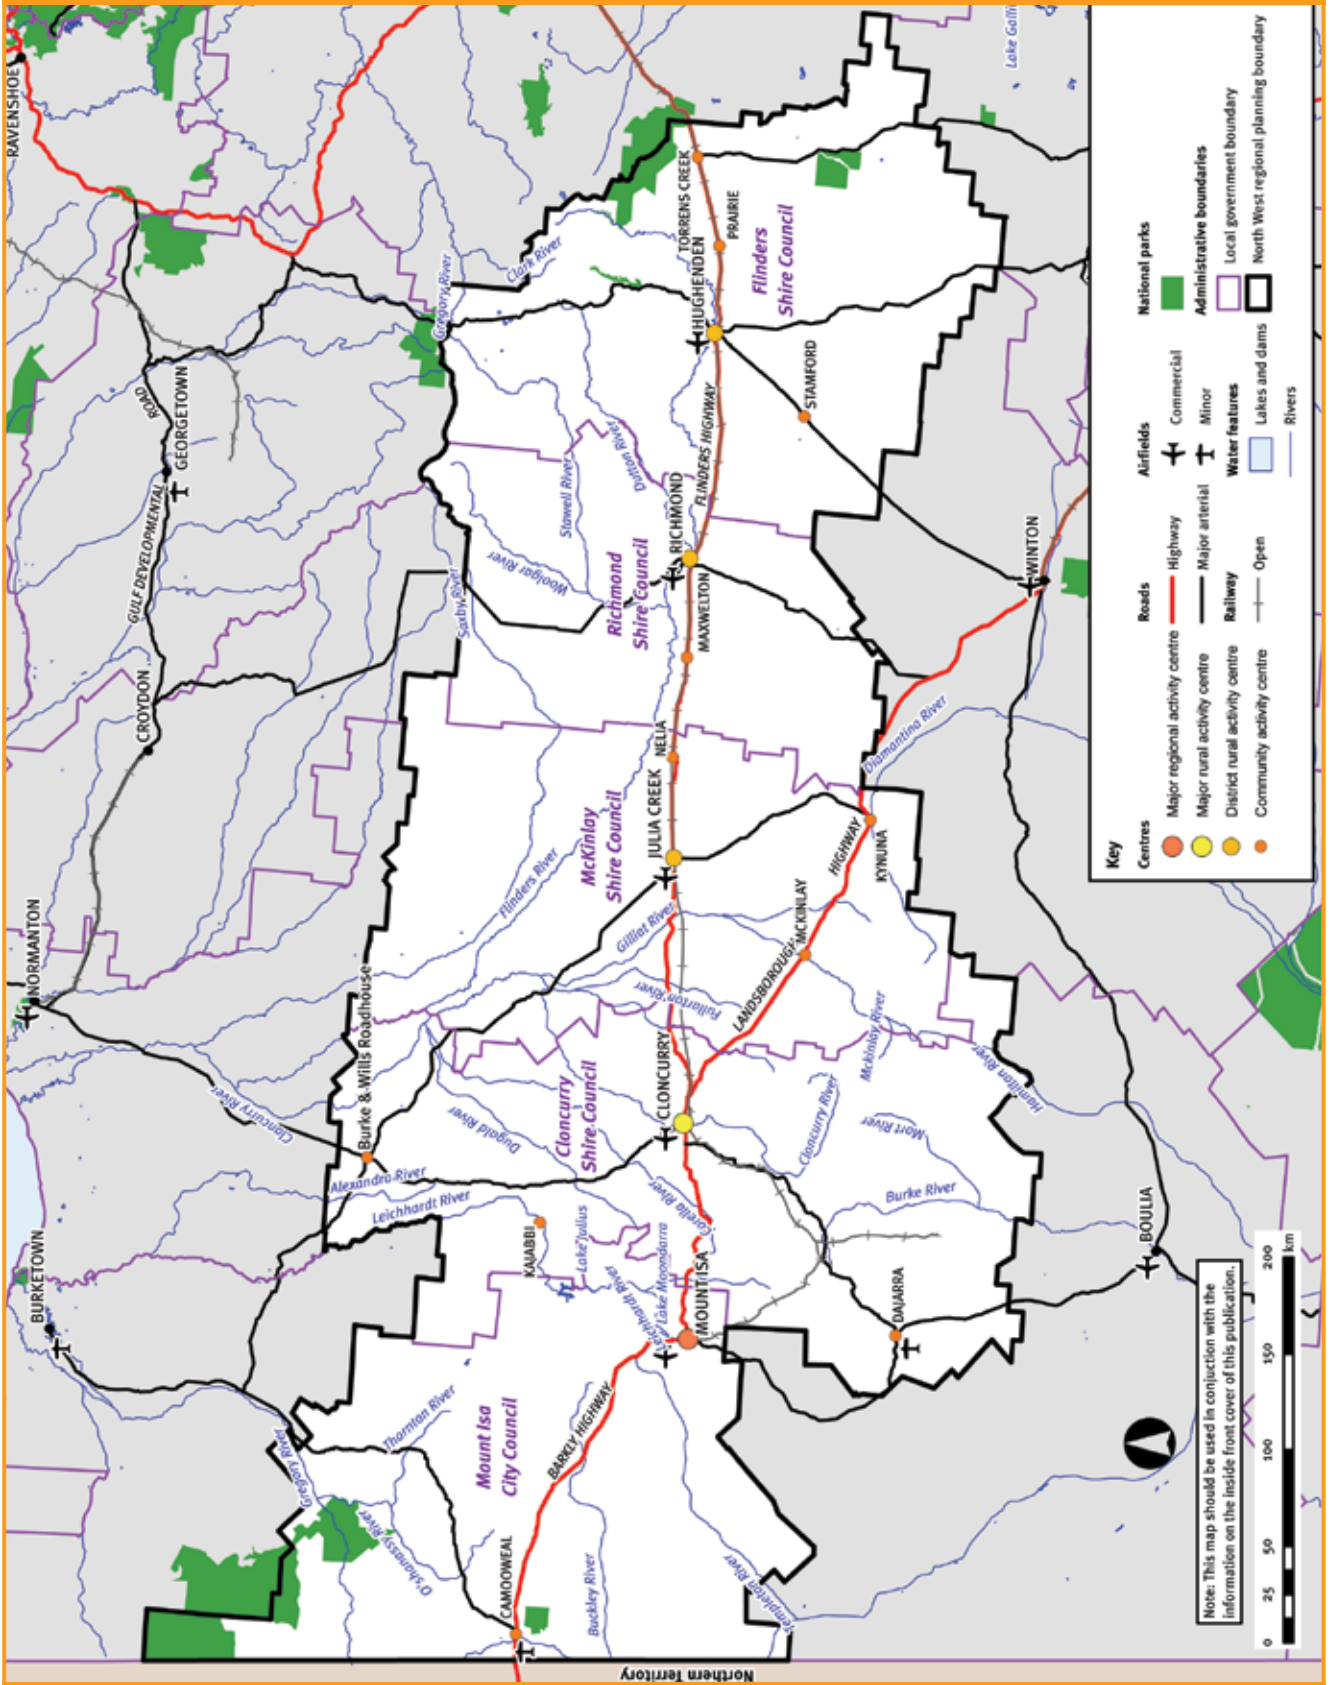 RAVENSHOE
GULF DEVELOPMENTAL
ROAD
GEORGETOWN
CROYDON
NORMANTON
BURKETOWN
Northern Territory
Gregory River
Clark River
TORRENS CREEK
PRAIRIE
HUGHENDEN
Flinders
Shire Council
STAMFORD
FLINDERS HIGHWAY
Dutton River
Stawell River
Woolgar River
RICHMOND
Richmond
Shire Council
MAXWELTON
Saxby River
NELIA
JULIA CREEK
McKinlay
Shire Council
Flinders River
Gilliat River
Fullarton River
Diamantina River
KYNUNA
LANDSBOROUGH
HIGHWAY
MCKINLAY
Mckinlay River
Hamilton River
Burke & Wills Roadhouse
Cloncurry River
Alexandra River
Leichhardt River
Dugald River
Cloncurry
Shire Council
CLONCURRY
Cloncurry River
Mort River
Burke River
Corella River
KAJABBI
Lake Julius
Leichhardt River
Lake Moondarra
MOUNT ISA
DAJARRA
Mount Isa
City Council
BARKLY HIGHWAY
Thorntan River
Gregory River
O'shanassy River
CAMOOWEAL
Buckley River
Templeton River
WINTON
BOULIA
Key
Centres
Major regional activity centre
Major rural activity centre
District rural activity centre
Community activity centre
Roads
Highway
Major arterial
Railway
Open
Airfields
Commercial
Minor
Water features
Lakes and dams
Rivers
National parks
Administrative boundaries
Local government boundary
North West regional planning boundary
Note: This map should be used in conjuction with the
information on the inside front cover of this publication.
0 25 50 100 150 200
km